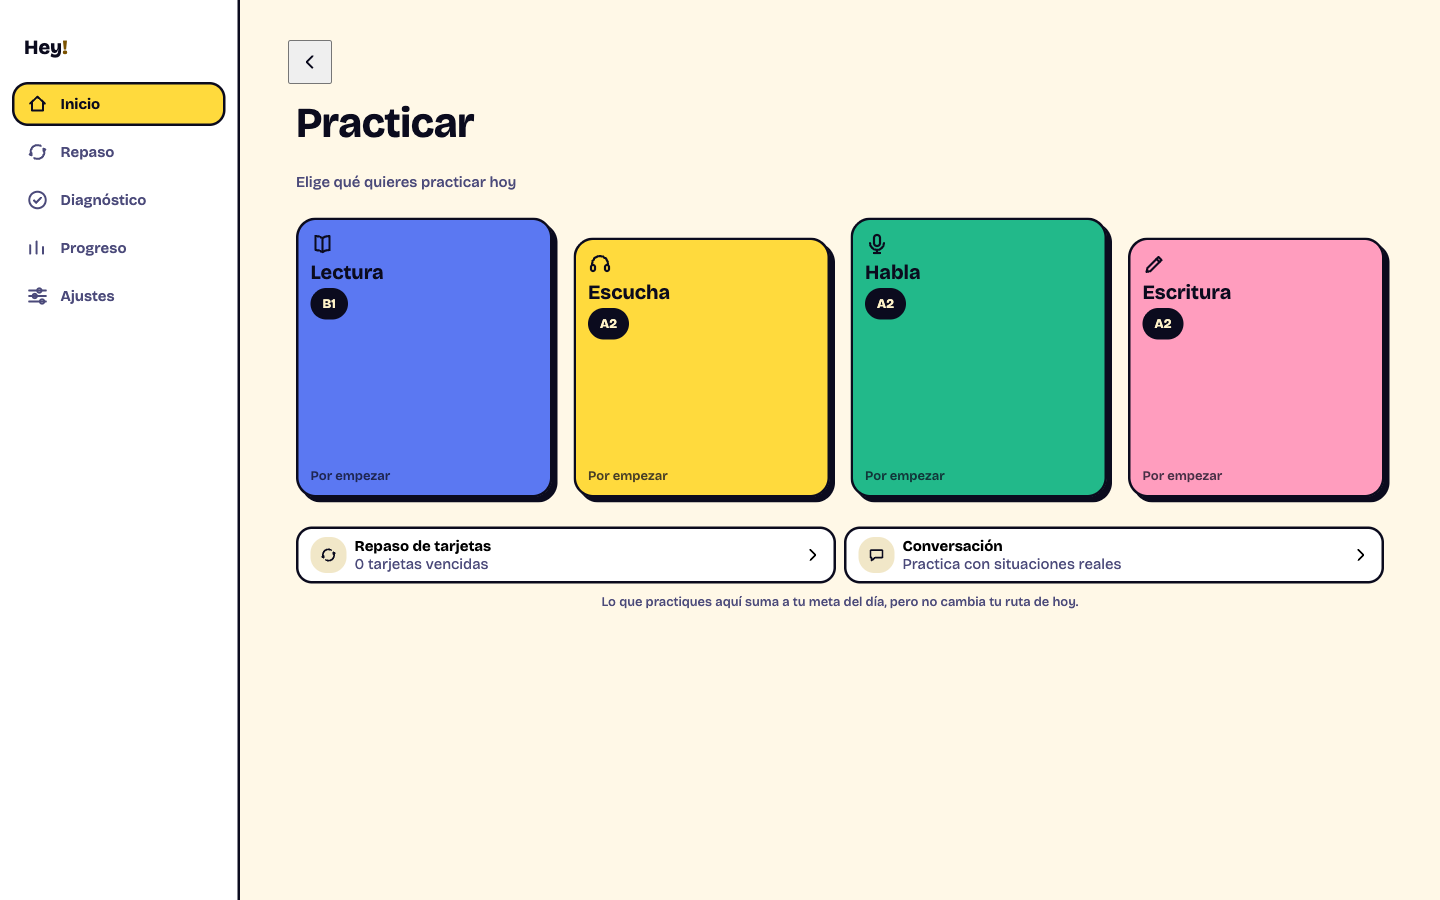 Hey!
Inicio
Repaso
Diagnóstico
Progreso
Ajustes
Practicar
Elige qué quieres practicar hoy
Lectura
B1
Por empezar
Escucha
A2
Por empezar
Habla
A2
Por empezar
Escritura
A2
Por empezar
Repaso de tarjetas
0 tarjetas vencidas
Conversación
Practica con situaciones reales
Lo que practiques aquí suma a tu meta del día, pero no cambia tu ruta de hoy.